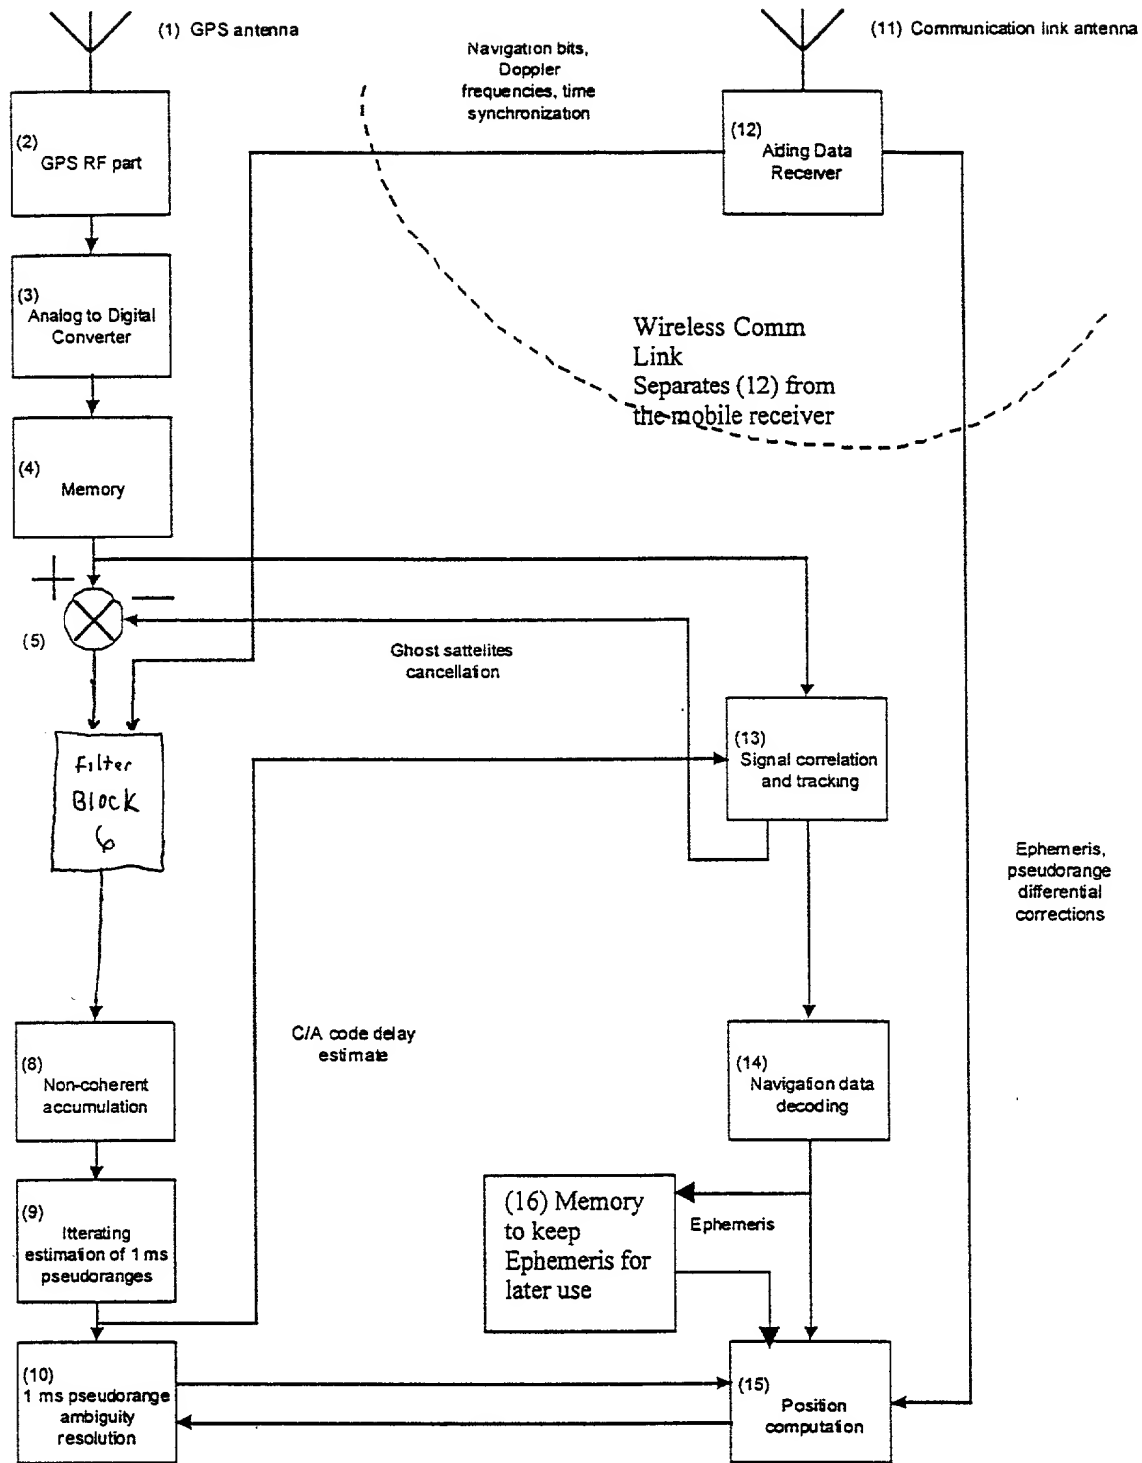 (1) GPS antenna
(11) Communication link antenna
Navigation bits,
Doppler
frequencies, time
synchronization
(2)
GPS RF part
(12)
Aiding Data
Receiver
(3)
Analog to Digital
Converter
Wireless Comm
Link
Separates (12) from
the mobile receiver
(4)
Memory
+
−
(5)
Ghost sattelites
cancellation
Filter
Block
6
(13)
Signal correlation
and tracking
Ephemeris,
pseudorange
differential
corrections
C/A code delay
estimate
(8)
Non-coherent
accumulation
(14)
Navigation data
decoding
(9)
Itterating
estimation of 1 ms
pseudoranges
(16) Memory
to keep
Ephemeris for
later use
Ephemeris
(10)
1 ms pseudorange
ambiguity
resolution
(15)
Position
computation